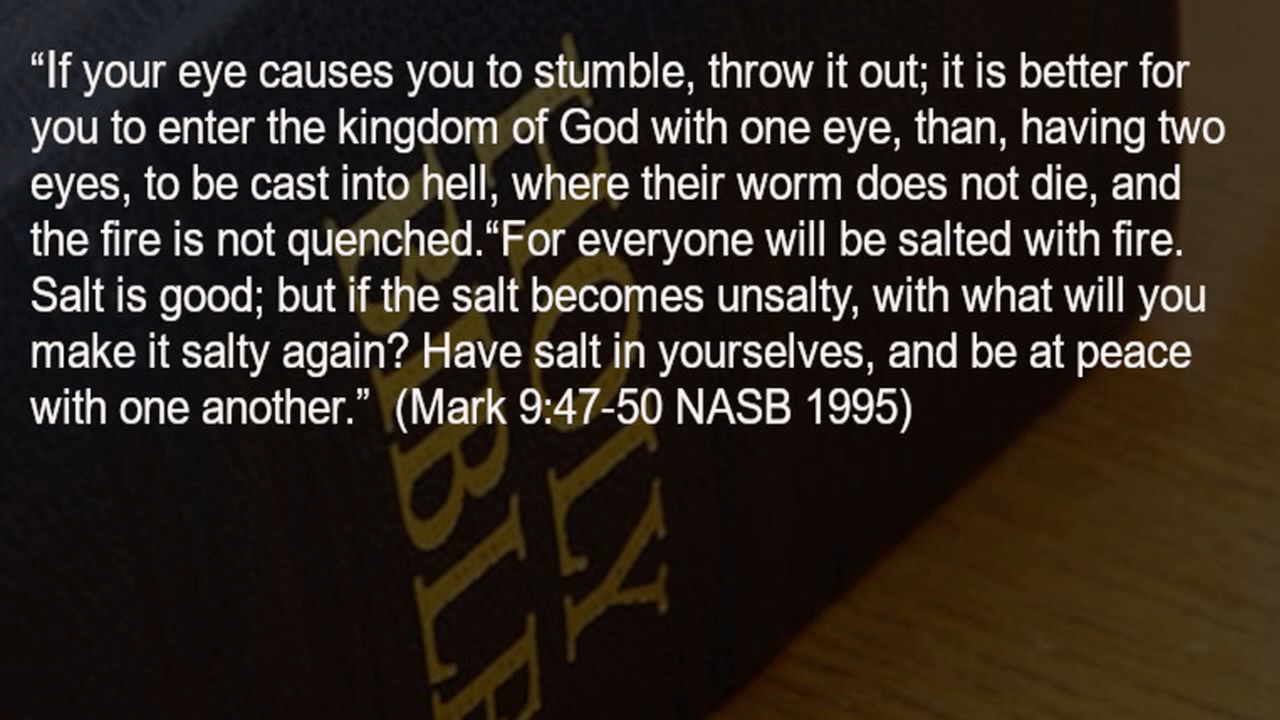 “If your eye causes you to stumble, throw it out; it is better for
you to enter the kingdom of God with one eye, than, having two
eyes, to be cast into hell, where their worm does not die, and
the fire is not quenched.“For everyone will be salted with fire.
Salt is good; but if the salt becomes unsalty, with what will you
make it salty again? Have salt in yourselves, and be at peace
with one another.”  (Mark 9:47-50 NASB 1995)
HOLY
BIBLE